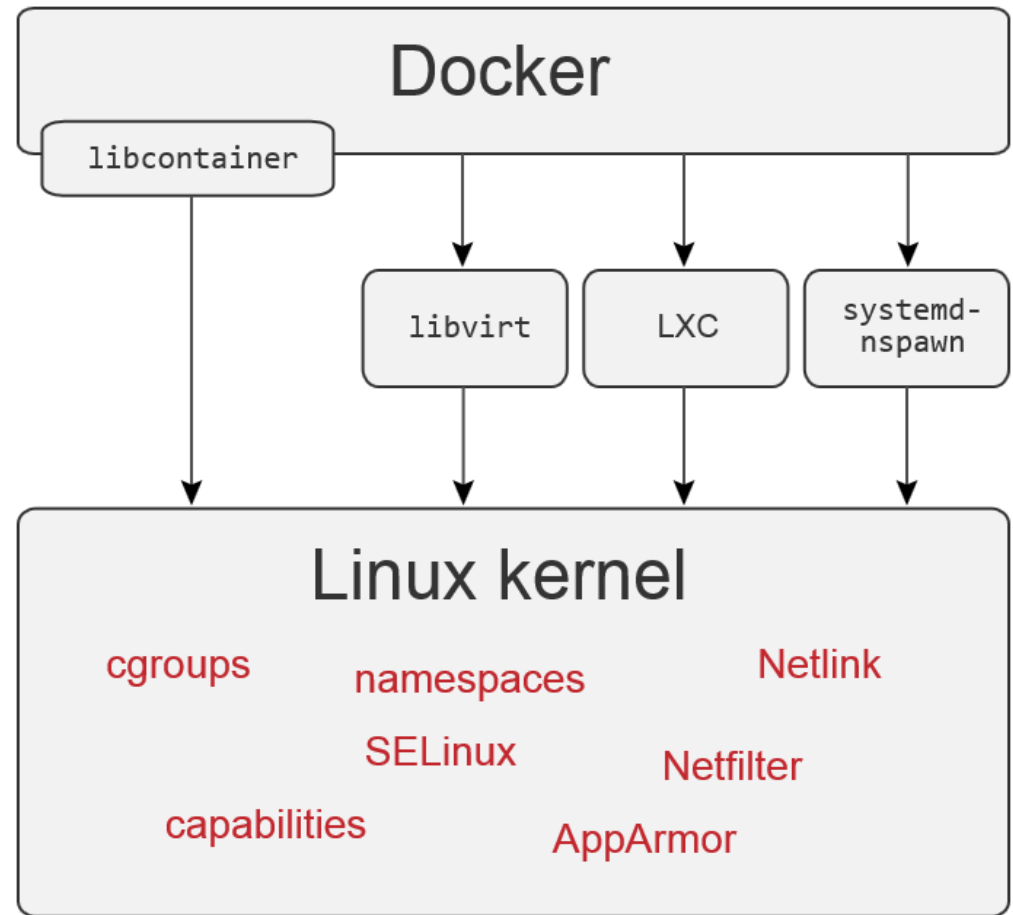 Docker
libcontainer
libvirt
LXC
systemd-
nspawn
Linux kernel
cgroups
namespaces
Netlink
SELinux
Netfilter
capabilities
AppArmor